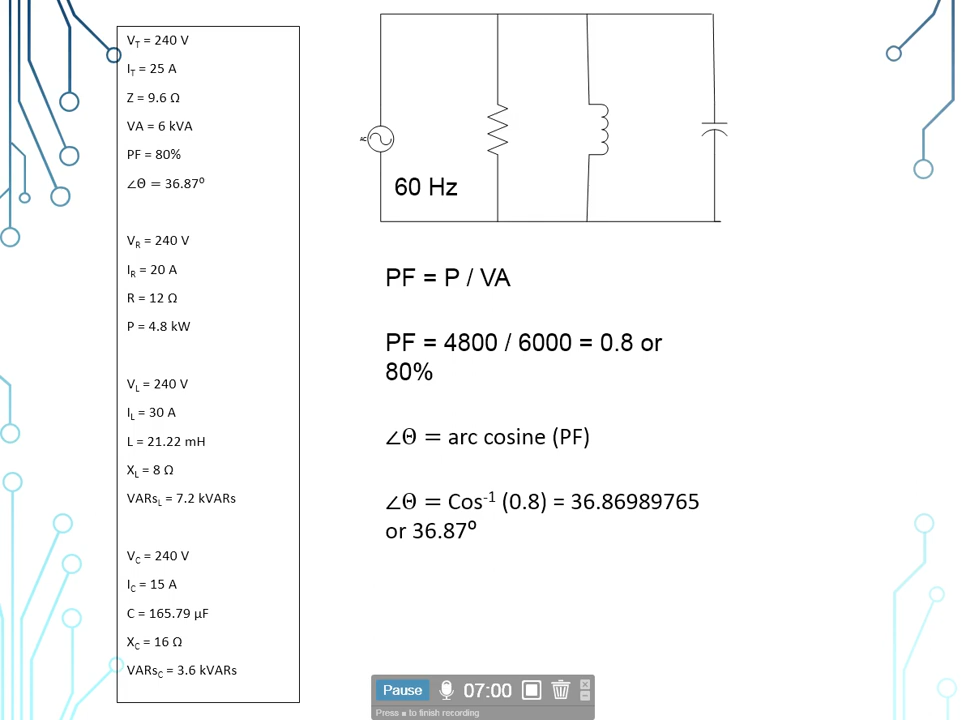 V_T = 240 V
I_T = 25 A
Z = 9.6 Ω
VA = 6 kVA
PF = 80%
∠Θ = 36.87º
V_R = 240 V
I_R = 20 A
R = 12 Ω
P = 4.8 kW
V_L = 240 V
I_L = 30 A
L = 21.22 mH
X_L = 8 Ω
VARs_L = 7.2 kVARs
V_C = 240 V
I_C = 15 A
C = 165.79 µF
X_C = 16 Ω
VARs_C = 3.6 kVARs
AC
60 Hz
PF = P / VA
PF = 4800 / 6000 = 0.8 or
80%
∠Θ = arc cosine (PF)
∠Θ = Cos⁻¹ (0.8) = 36.86989765
or 36.87º
Pause 07:00
Press ■ to finish recording